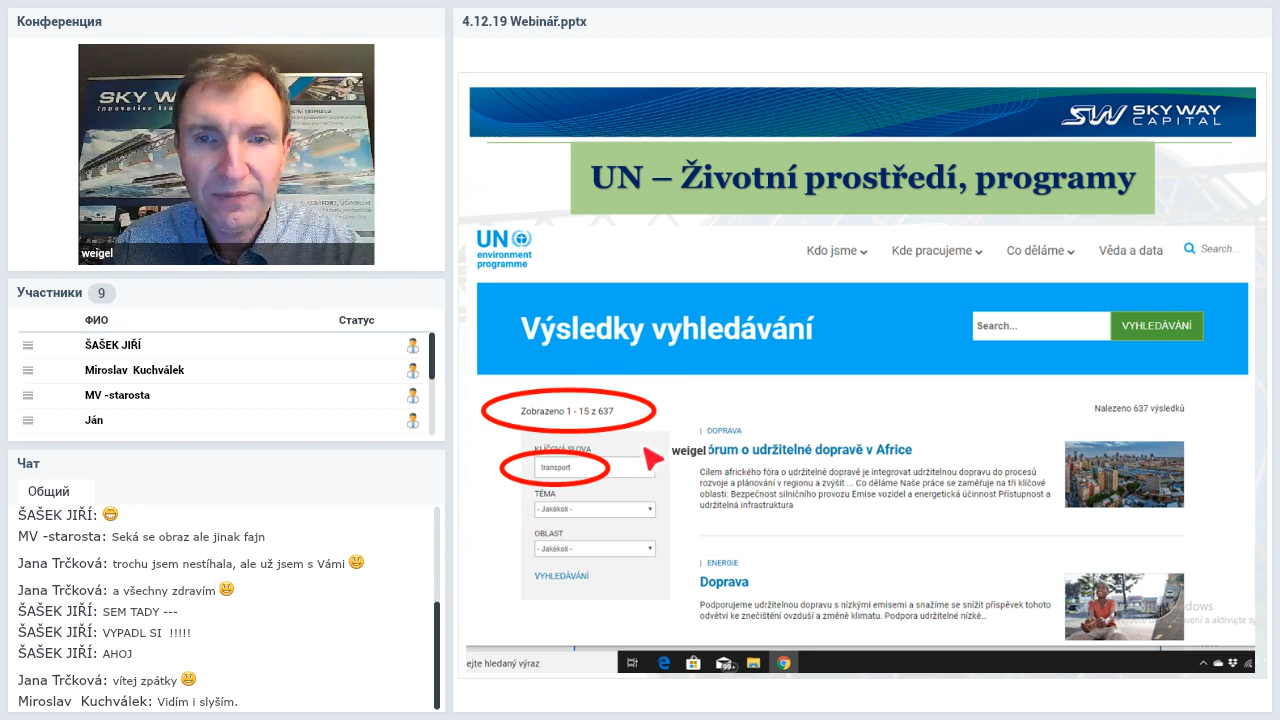 Конференция
SKY W
weigel
Участники 9
ФИО Статус
ŠAŠEK JIŘÍ
Miroslav Kuchválek
MV -starosta
Ján
Чат
Общий
ŠAŠEK JIŘÍ:
MV -starosta: Seká se obraz ale jinak fajn
Jana Trčková: trochu jsem nestíhala, ale už jsem s Vámi
Jana Trčková: a všechny zdravím
ŠAŠEK JIŘÍ: SEM TADY ---
ŠAŠEK JIŘÍ: VYPADL SI !!!!!
ŠAŠEK JIŘÍ: AHOJ
Jana Trčková: vítej zpátky
Miroslav Kuchválek: Vidím i slyším.
4.12.19 Webinář.pptx
SW SKY WAY
CAPITAL
UN – Životní prostředí, programy
UN
environment
programme
Kdo jsme Kde pracujeme Co děláme Věda a data Search...
Výsledky vyhledávání
Search... VYHLEDÁVÁNÍ
Zobrazeno 1 - 15 z 637
Nalezeno 637 výsledků
KLÍČOVÁ SLOVA
transport
TÉMA
- Jakékoli -
OBLAST
- Jakékoli -
VYHLEDÁVÁNÍ
weigel
| DOPRAVA
órum o udržitelné dopravě v Africe
Cílem afrického fóra o udržitelné dopravě je integrovat udržitelnou dopravu do procesů
rozvoje a plánování v regionu a zvýšit ... Co děláme Naše práce se zaměřuje na tři klíčové
oblasti: Bezpečnost silničního provozu Emise vozidel a energetická účinnost Přístupnost a
udržitelná infrastruktura
| ENERGIE
Doprava
Podporujeme udržitelnou dopravu s nízkými emisemi a snažíme se snížit příspěvek tohoto
odvětví ke znečištění ovzduší a změně klimatu. Podpora udržitelné nízké...
ejte hledaný výraz
99+